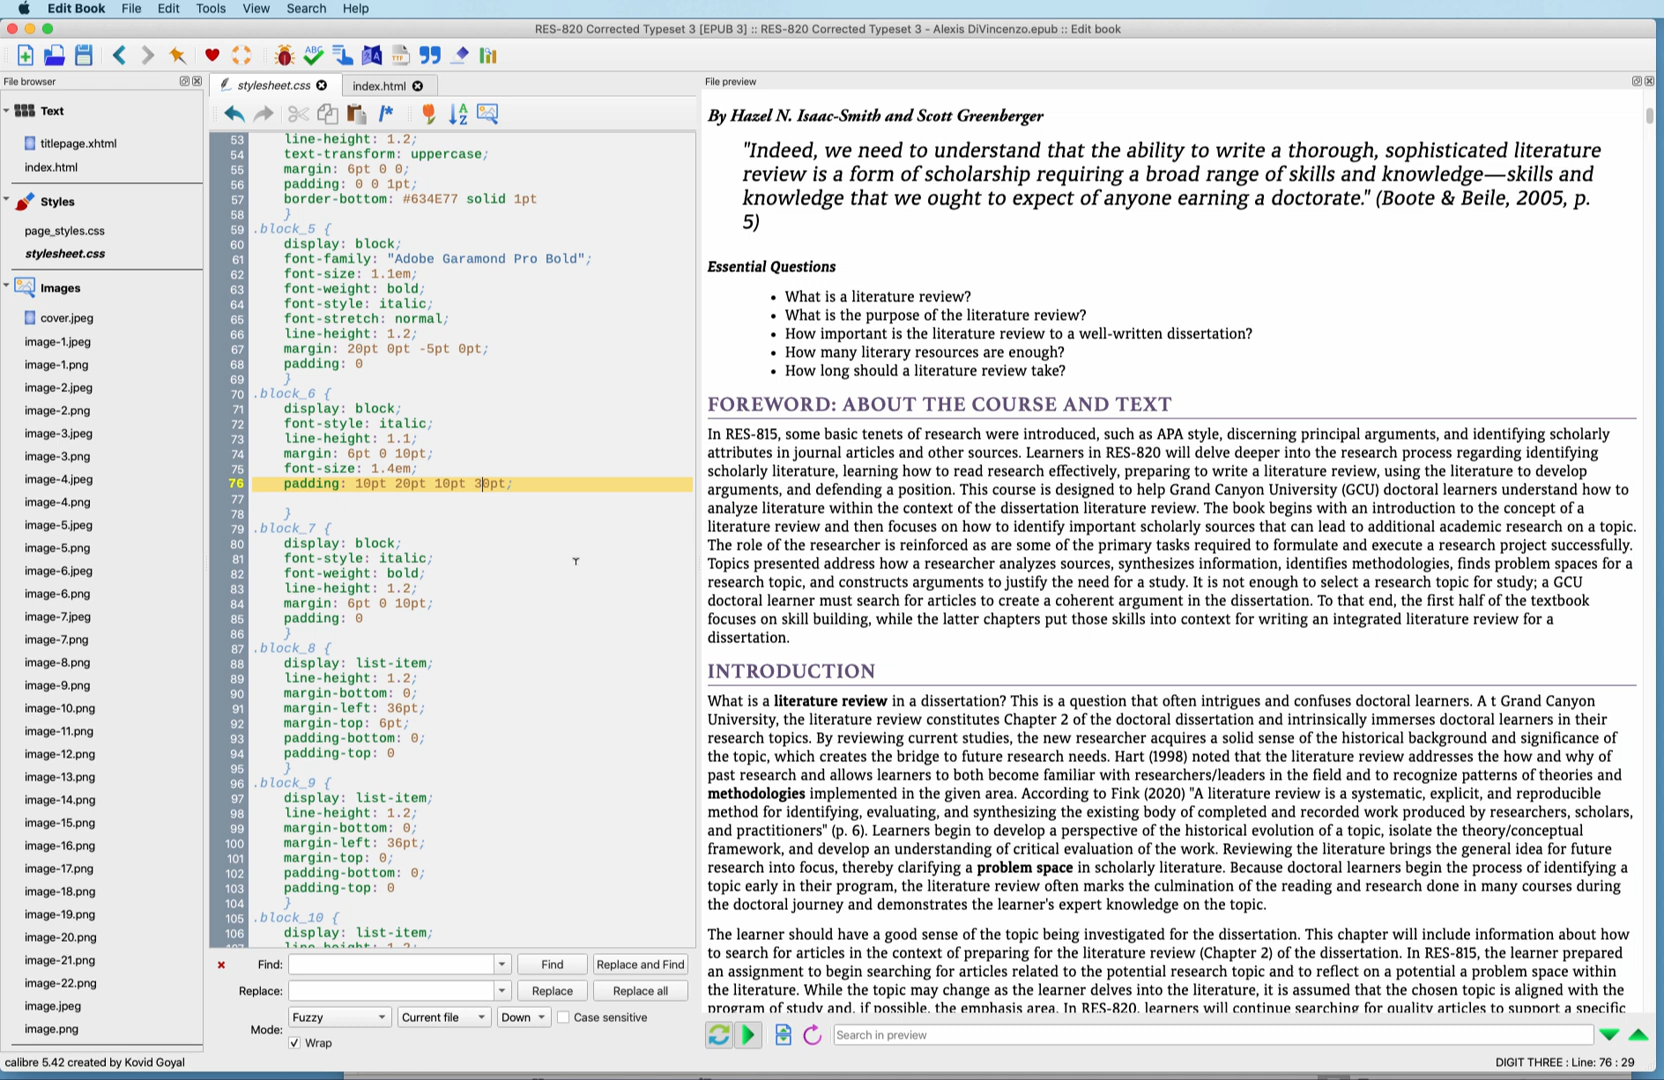 Edit Book File Edit Tools View Search Help
RES-820 Corrected Typeset 3 [EPUB 3] :: RES-820 Corrected Typeset 3 - Alexis DiVincenzo.epub :: Edit book
File browser
Text
titlepage.xhtml
index.html
Styles
page_styles.css
stylesheet.css
Images
cover.jpeg
image-1.jpeg
image-1.png
image-2.jpeg
image-2.png
image-3.jpeg
image-3.png
image-4.jpeg
image-4.png
image-5.jpeg
image-5.png
image-6.jpeg
image-6.png
image-7.jpeg
image-7.png
image-8.png
image-9.png
image-10.png
image-11.png
image-12.png
image-13.png
image-14.png
image-15.png
image-16.png
image-17.png
image-18.png
image-19.png
image-20.png
image-21.png
image-22.png
image.jpeg
image.png
stylesheet.css index.html
53 line-height: 1.2;
54 text-transform: uppercase;
55 margin: 6pt 0 0;
56 padding: 0 0 1pt;
57 border-bottom: #634E77 solid 1pt
58 }
59 .block_5 {
60 display: block;
61 font-family: "Adobe Garamond Pro Bold";
62 font-size: 1.1em;
63 font-weight: bold;
64 font-style: italic;
65 font-stretch: normal;
66 line-height: 1.2;
67 margin: 20pt 0pt -5pt 0pt;
68 padding: 0
69 }
70 .block_6 {
71 display: block;
72 font-style: italic;
73 line-height: 1.1;
74 margin: 6pt 0 10pt;
75 font-size: 1.4em;
76 padding: 10pt 20pt 10pt 30pt;
77
78 }
79 .block_7 {
80 display: block;
81 font-style: italic;
82 font-weight: bold;
83 line-height: 1.2;
84 margin: 6pt 0 10pt;
85 padding: 0
86 }
87 .block_8 {
88 display: list-item;
89 line-height: 1.2;
90 margin-bottom: 0;
91 margin-left: 36pt;
92 margin-top: 6pt;
93 padding-bottom: 0;
94 padding-top: 0
95 }
96 .block_9 {
97 display: list-item;
98 line-height: 1.2;
99 margin-bottom: 0;
100 margin-left: 36pt;
101 margin-top: 0;
102 padding-bottom: 0;
103 padding-top: 0
104 }
105 .block_10 {
106 display: list-item;
107 line-height: 1.2;
Find: Find Replace and Find
Replace: Replace Replace all
Mode: Fuzzy Current file Down Case sensitive
Wrap
File preview
By Hazel N. Isaac-Smith and Scott Greenberger
"Indeed, we need to understand that the ability to write a thorough, sophisticated literature
review is a form of scholarship requiring a broad range of skills and knowledge—skills and
knowledge that we ought to expect of anyone earning a doctorate." (Boote & Beile, 2005, p.
5)
Essential Questions
• What is a literature review?
• What is the purpose of the literature review?
• How important is the literature review to a well-written dissertation?
• How many literary resources are enough?
• How long should a literature review take?
FOREWORD: ABOUT THE COURSE AND TEXT
In RES-815, some basic tenets of research were introduced, such as APA style, discerning principal arguments, and identifying scholarly
attributes in journal articles and other sources. Learners in RES-820 will delve deeper into the research process regarding identifying
scholarly literature, learning how to read research effectively, preparing to write a literature review, using the literature to develop
arguments, and defending a position. This course is designed to help Grand Canyon University (GCU) doctoral learners understand how to
analyze literature within the context of the dissertation literature review. The book begins with an introduction to the concept of a
literature review and then focuses on how to identify important scholarly sources that can lead to additional academic research on a topic.
The role of the researcher is reinforced as are some of the primary tasks required to formulate and execute a research project successfully.
Topics presented address how a researcher analyzes sources, synthesizes information, identifies methodologies, finds problem spaces for a
research topic, and constructs arguments to justify the need for a study. It is not enough to select a research topic for study; a GCU
doctoral learner must search for articles to create a coherent argument in the dissertation. To that end, the first half of the textbook
focuses on skill building, while the latter chapters put those skills into context for writing an integrated literature review for a
dissertation.
INTRODUCTION
What is a literature review in a dissertation? This is a question that often intrigues and confuses doctoral learners. A t Grand Canyon
University, the literature review constitutes Chapter 2 of the doctoral dissertation and intrinsically immerses doctoral learners in their
research topics. By reviewing current studies, the new researcher acquires a solid sense of the historical background and significance of
the topic, which creates the bridge to future research needs. Hart (1998) noted that the literature review addresses the how and why of
past research and allows learners to both become familiar with researchers/leaders in the field and to recognize patterns of theories and
methodologies implemented in the given area. According to Fink (2020) "A literature review is a systematic, explicit, and reproducible
method for identifying, evaluating, and synthesizing the existing body of completed and recorded work produced by researchers, scholars,
and practitioners" (p. 6). Learners begin to develop a perspective of the historical evolution of a topic, isolate the theory/conceptual
framework, and develop an understanding of critical evaluation of the work. Reviewing the literature brings the general idea for future
research into focus, thereby clarifying a problem space in scholarly literature. Because doctoral learners begin the process of identifying a
topic early in their program, the literature review often marks the culmination of the reading and research done in many courses during
the doctoral journey and demonstrates the learner's expert knowledge on the topic.
The learner should have a good sense of the topic being investigated for the dissertation. This chapter will include information about how
to search for articles in the context of preparing for the literature review (Chapter 2) of the dissertation. In RES-815, the learner prepared
an assignment to begin searching for articles related to the potential research topic and to reflect on a potential a problem space within
the literature. While the topic may change as the learner delves into the literature, it is assumed that the chosen topic is aligned with the
program of study and, if possible, the emphasis area. In RES-820, learners will continue searching for quality articles to support a specific
Search in preview
calibre 5.42 created by Kovid Goyal
DIGIT THREE : Line: 76 : 29